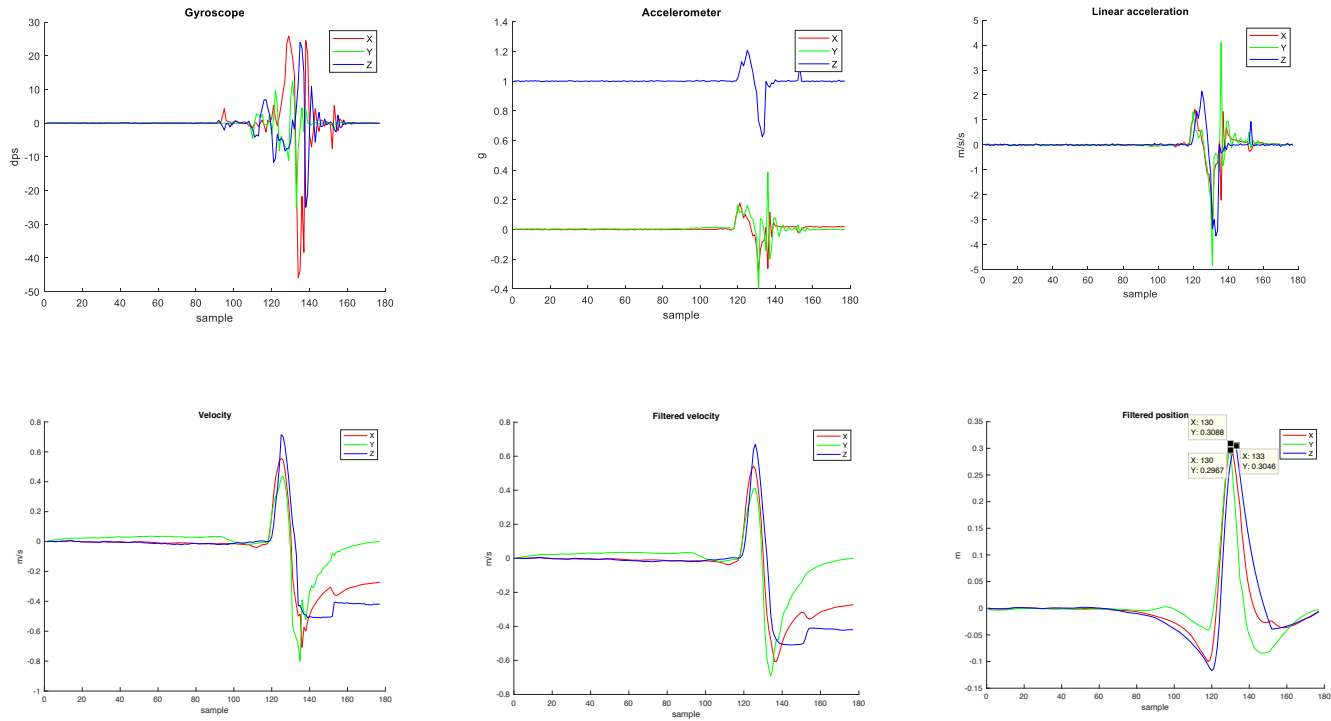 Gyroscope
30
20
10
0
-10
-20
-30
-40
-50
dps
0 20 40 60 80 100 120 140 160 180
sample
X
Y
Z
Accelerometer
1.4
1.2
1
0.8
0.6
0.4
0.2
0
-0.2
-0.4
g
0 20 40 60 80 100 120 140 160 180
sample
X
Y
Z
Linear acceleration
5
4
3
2
1
0
-1
-2
-3
-4
-5
m/s/s
0 20 40 60 80 100 120 140 160 180
sample
X
Y
Z
Velocity
0.8
0.6
0.4
0.2
0
-0.2
-0.4
-0.6
-0.8
-1
m/s
0 20 40 60 80 100 120 140 160 180
sample
X
Y
Z
Filtered velocity
0.8
0.6
0.4
0.2
0
-0.2
-0.4
-0.6
-0.8
m/s
0 20 40 60 80 100 120 140 160 180
sample
X
Y
Z
Filtered position
0.35
0.3
0.25
0.2
0.15
0.1
0.05
0
-0.05
-0.1
-0.15
m
0 20 40 60 80 100 120 140 160 180
sample
X: 130
Y: 0.3088
X: 130
Y: 0.2967
X: 133
Y: 0.3046
X
Y
Z